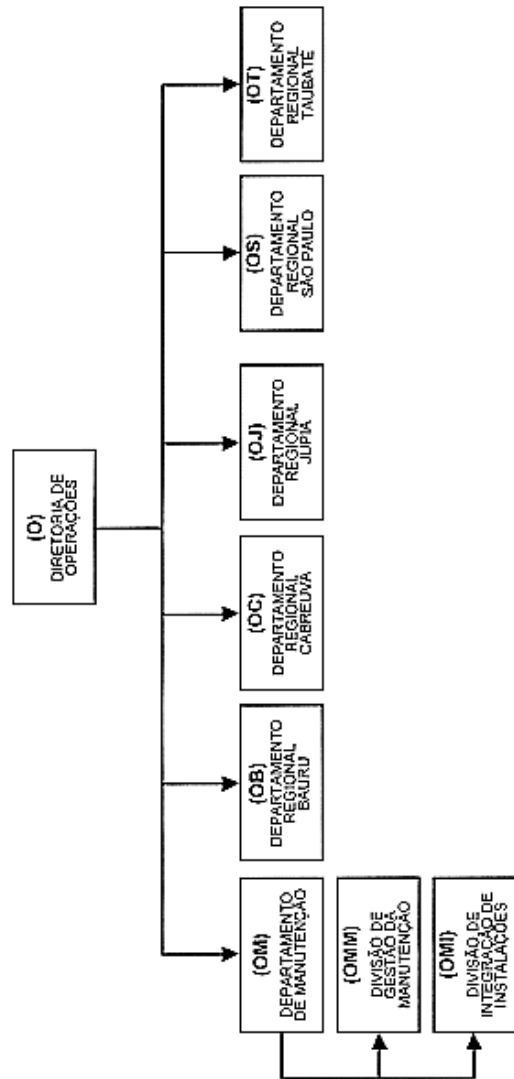 (O)
DIRETORIA DE
OPERAÇÕES
(OM)
DEPARTAMENTO
DE MANUTENÇÃO
(OB)
DEPARTAMENTO
REGIONAL
BAURU
(OC)
DEPARTAMENTO
REGIONAL
CABREUVA
(OJ)
DEPARTAMENTO
REGIONAL
JUPIA
(OS)
DEPARTAMENTO
REGIONAL
SÃO PAULO
(OT)
DEPARTAMENTO
REGIONAL
TAUBATÉ
(OMM)
DIVISÃO DE
GESTÃO DA
MANUTENÇÃO
(OMI)
DIVISÃO DE
INTEGRAÇÃO DE
INSTALAÇÕES